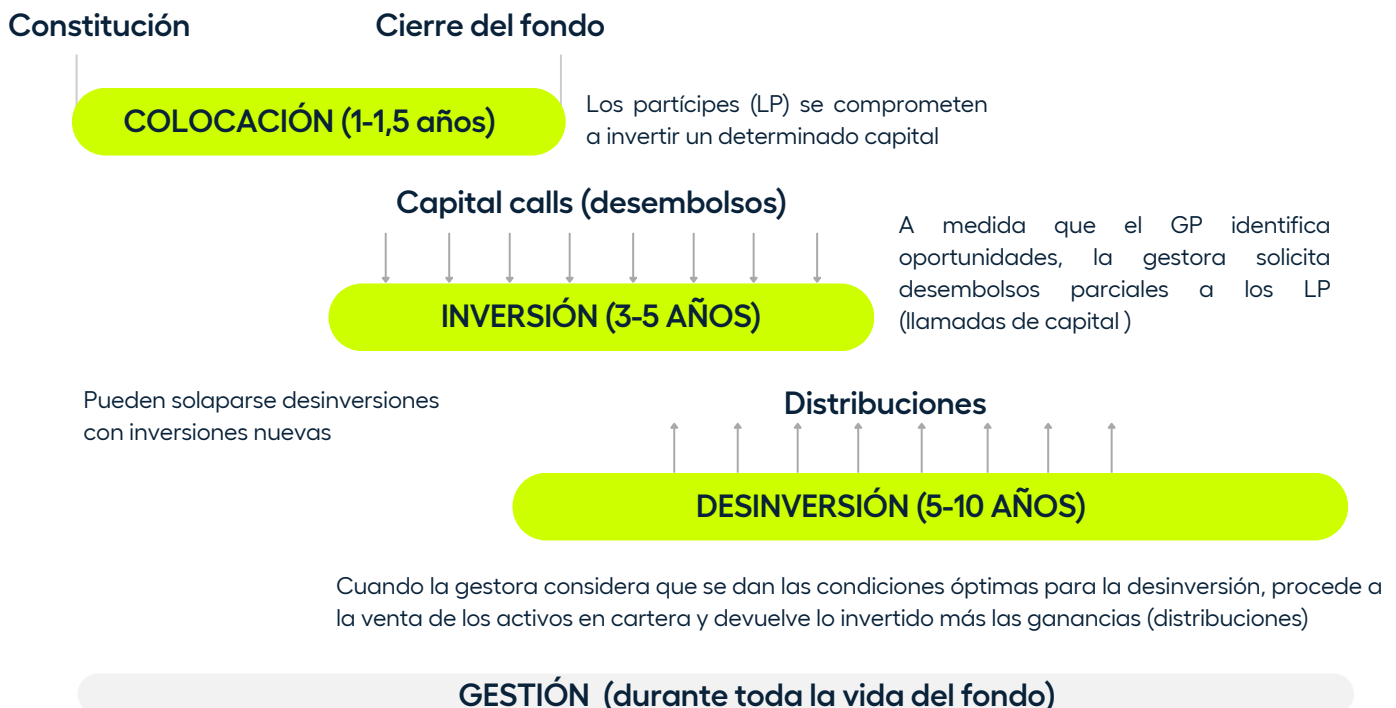 Constitución
Cierre del fondo
COLOCACIÓN (1-1,5 años)
Los partícipes (LP) se comprometen
a invertir un determinado capital
Capital calls (desembolsos)
A medida que el GP identifica
oportunidades, la gestora solicita
desembolsos parciales a los LP
(llamadas de capital )
INVERSIÓN (3-5 AÑOS)
Pueden solaparse desinversiones
con inversiones nuevas
Distribuciones
DESINVERSIÓN (5-10 AÑOS)
Cuando la gestora considera que se dan las condiciones óptimas para la desinversión, procede a
la venta de los activos en cartera y devuelve lo invertido más las ganancias (distribuciones)
GESTIÓN (durante toda la vida del fondo)